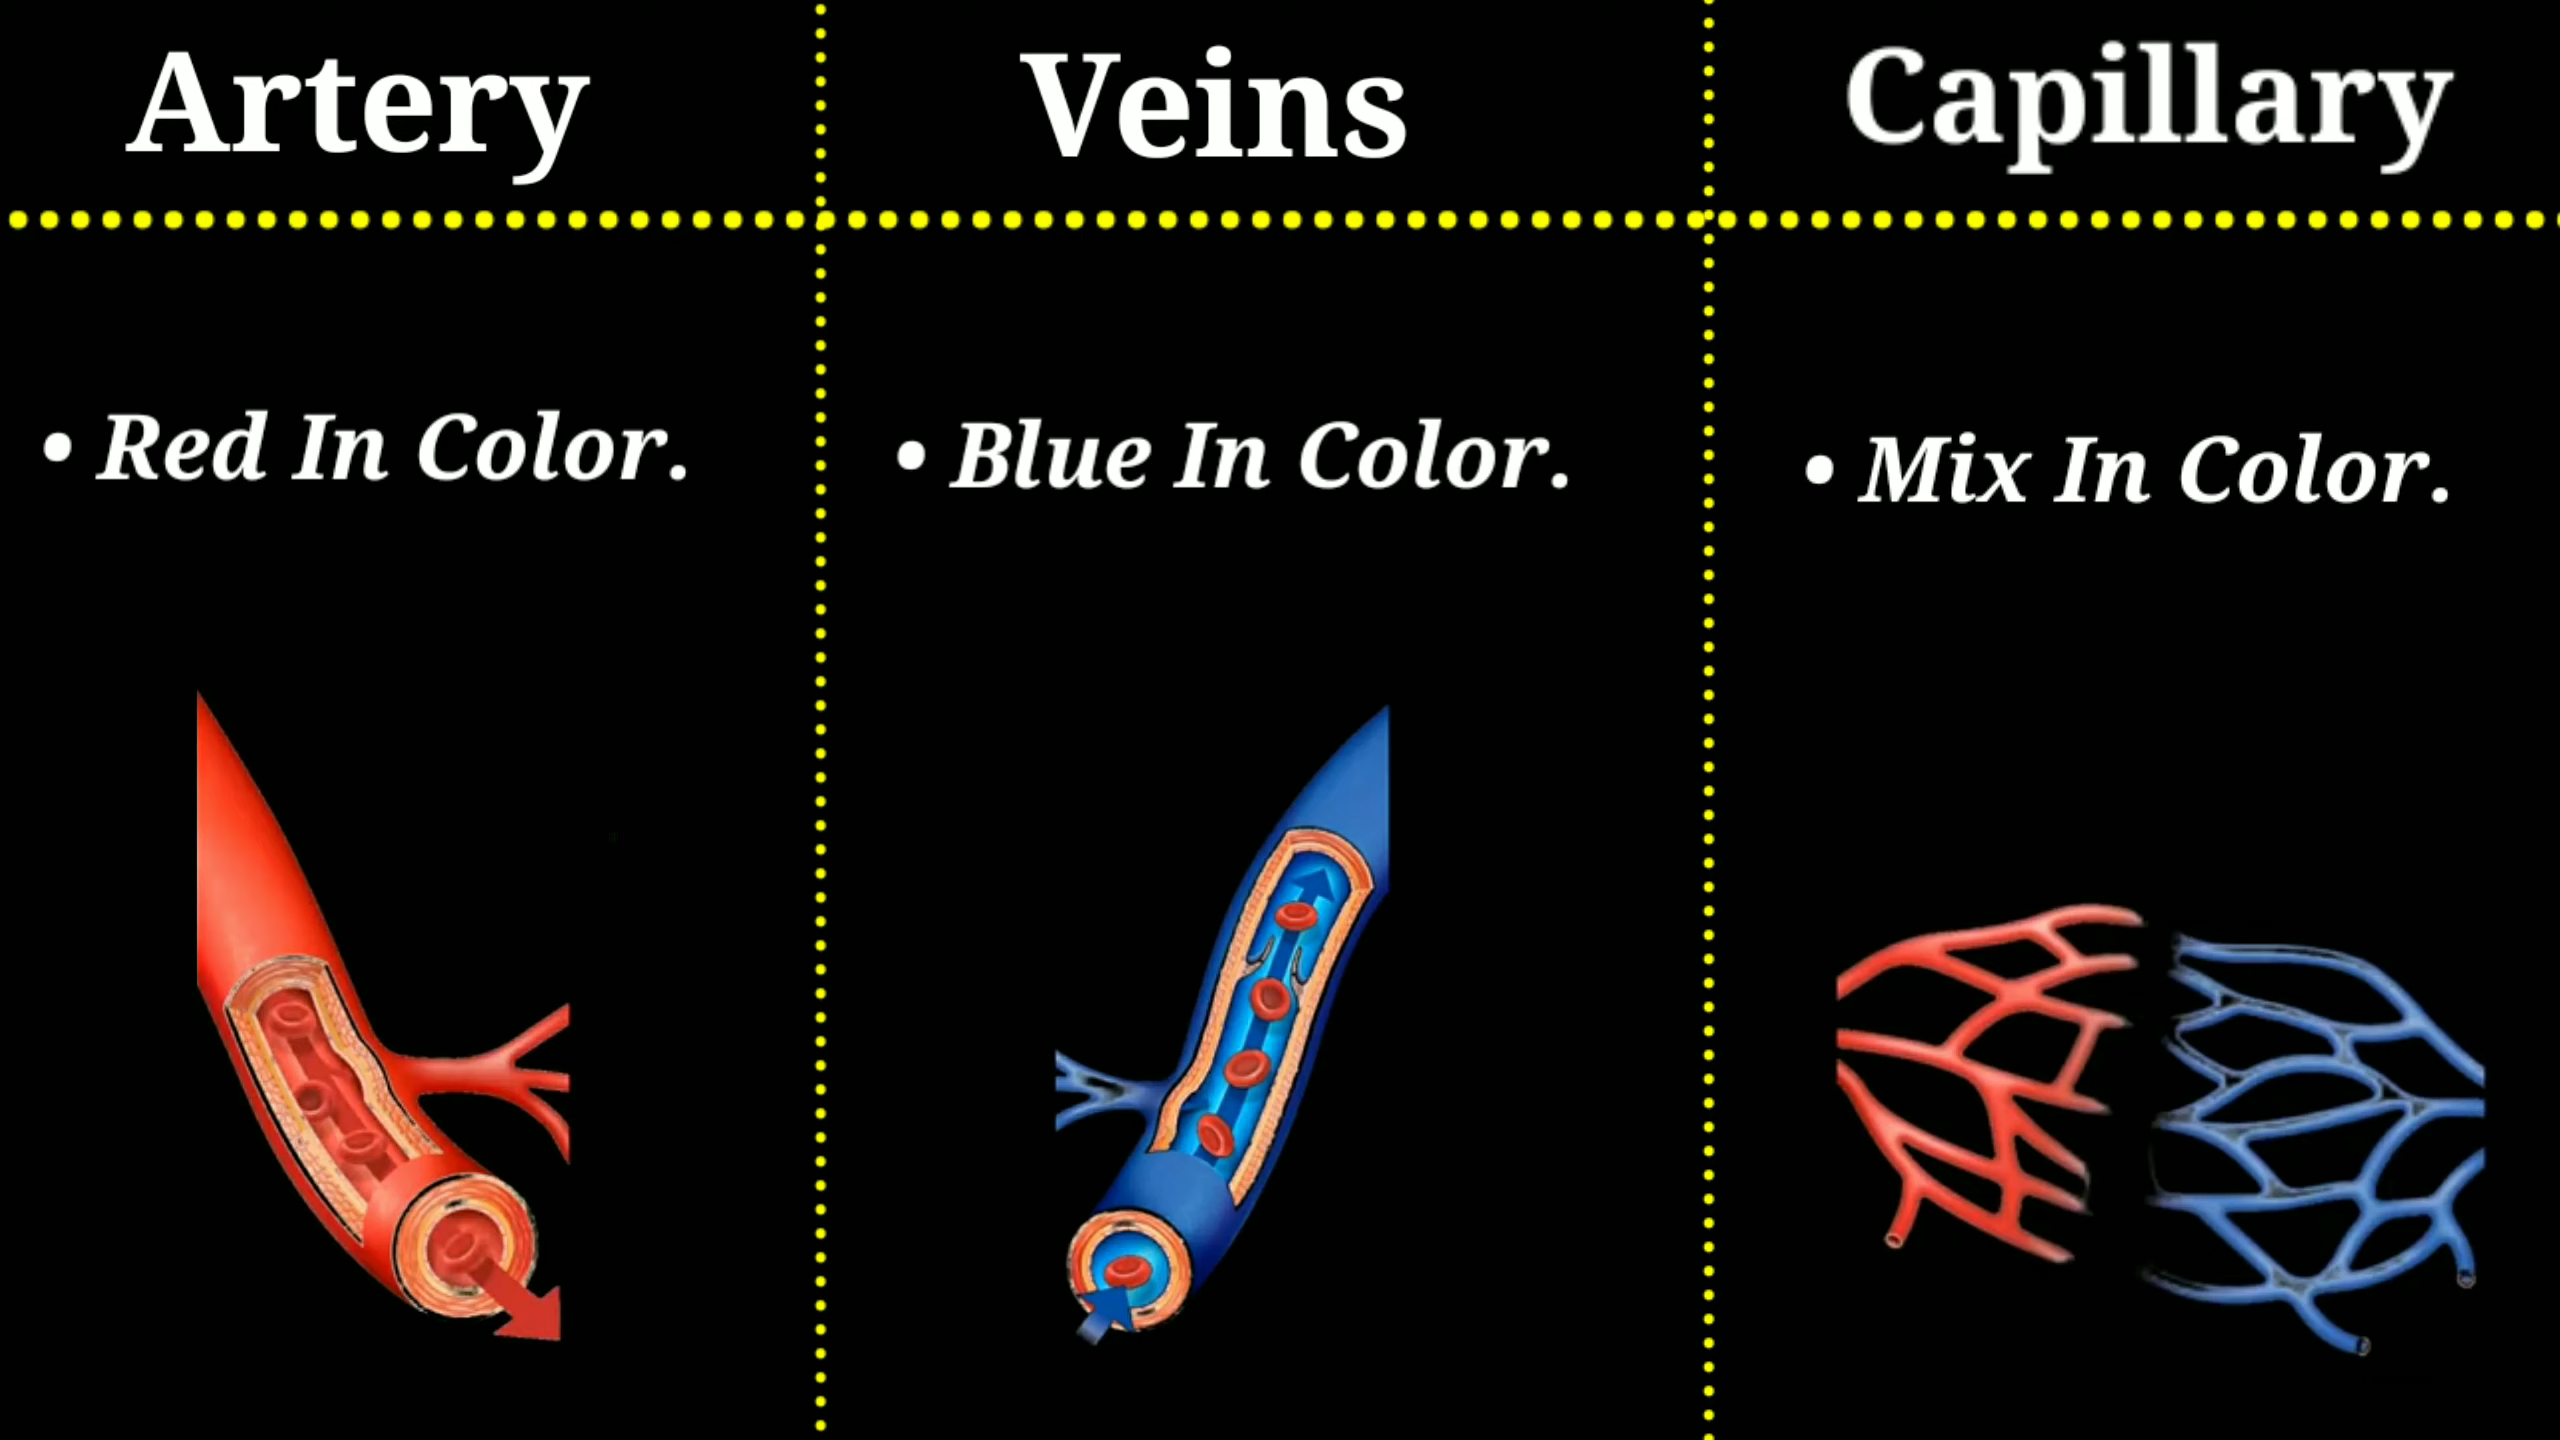 Artery
Veins
Capillary
• Red In Color.
• Blue In Color.
• Mix In Color.